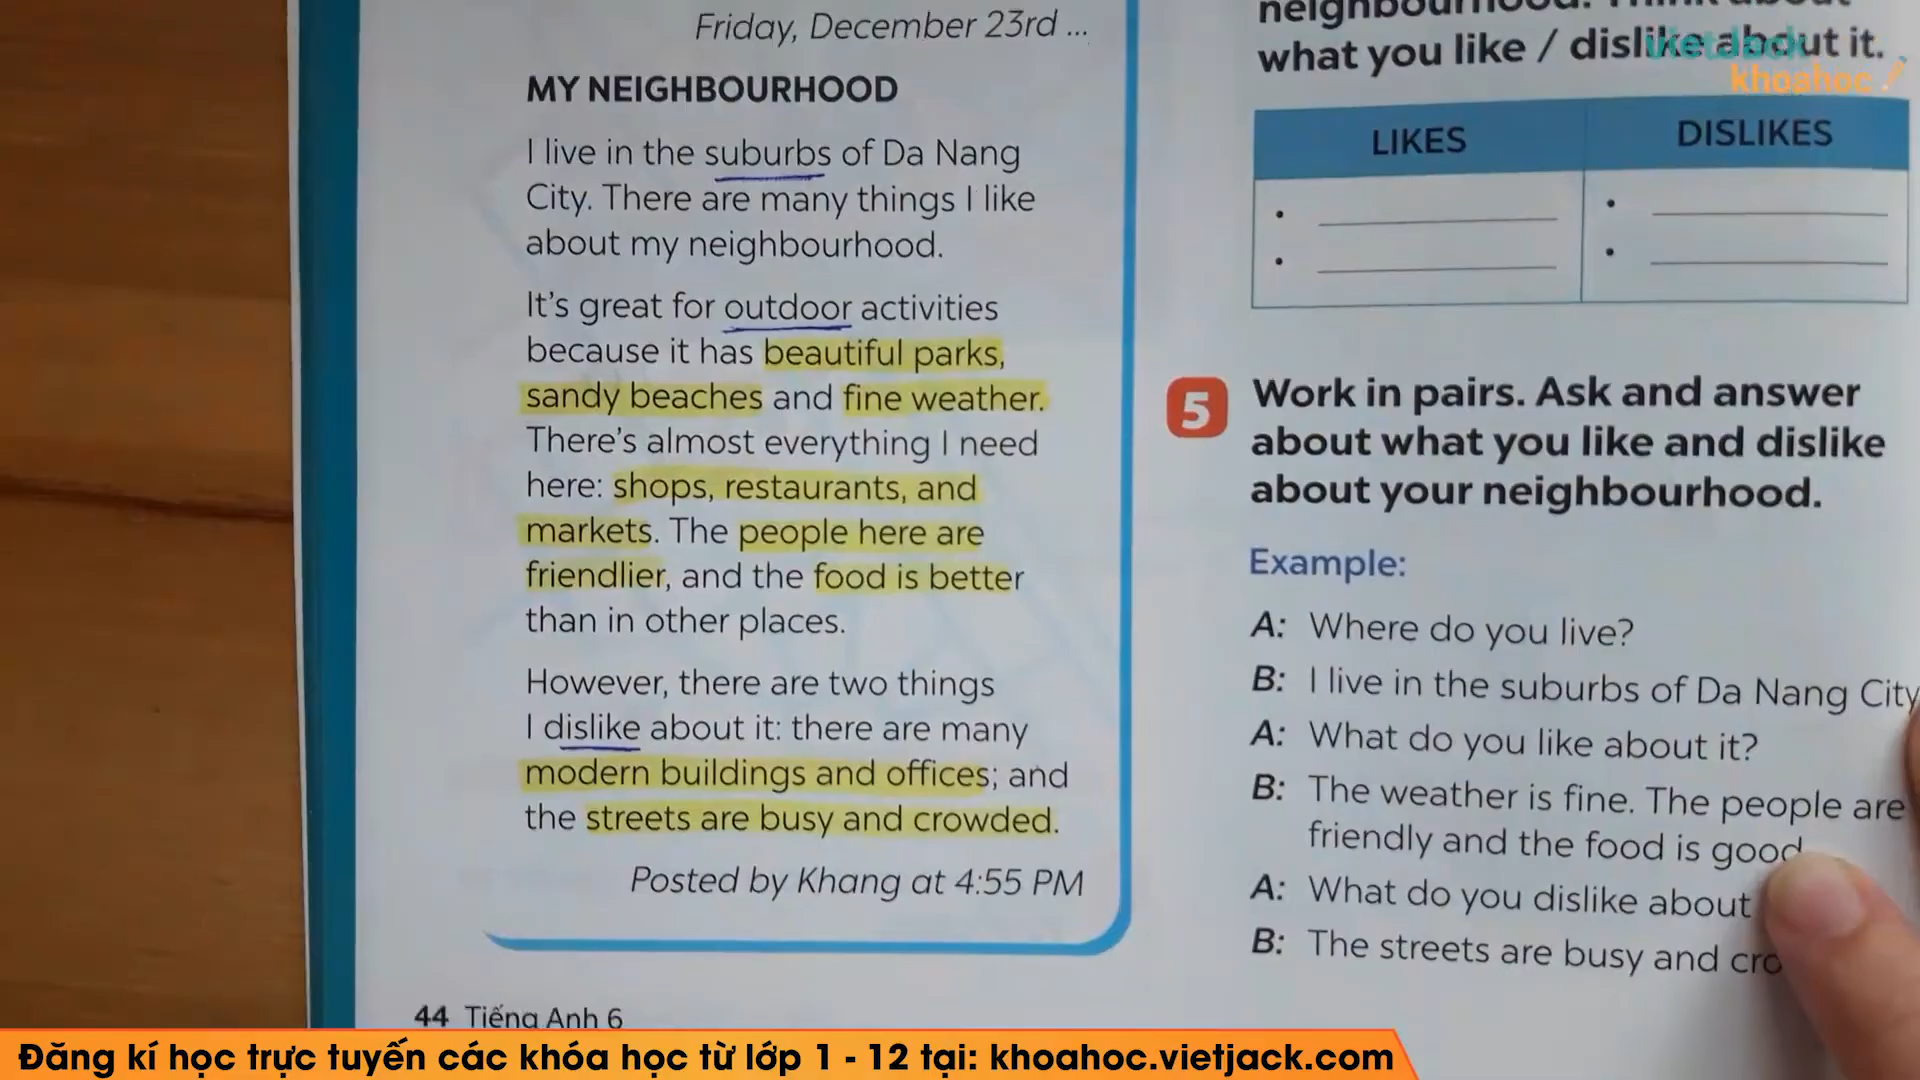 Friday, December 23rd ...
MY NEIGHBOURHOOD
I live in the suburbs of Da Nang
City. There are many things I like
about my neighbourhood.
It's great for outdoor activities
because it has beautiful parks,
sandy beaches and fine weather.
There's almost everything I need
here: shops, restaurants, and
markets. The people here are
friendlier, and the food is better
than in other places.
However, there are two things
I dislike about it: there are many
modern buildings and offices; and
the streets are busy and crowded.
Posted by Khang at 4:55 PM
44 Tiếng Anh 6
what you like / dislike about it.
vietJack
khoahoc
LIKES
DISLIKES
5
Work in pairs. Ask and answer
about what you like and dislike
about your neighbourhood.
Example:
A: Where do you live?
B: I live in the suburbs of Da Nang City
A: What do you like about it?
B: The weather is fine. The people are
friendly and the food is good
A: What do you dislike about
B: The streets are busy and cro
Đăng kí học trực tuyến các khóa học từ lớp 1 - 12 tại: khoahoc.vietjack.com